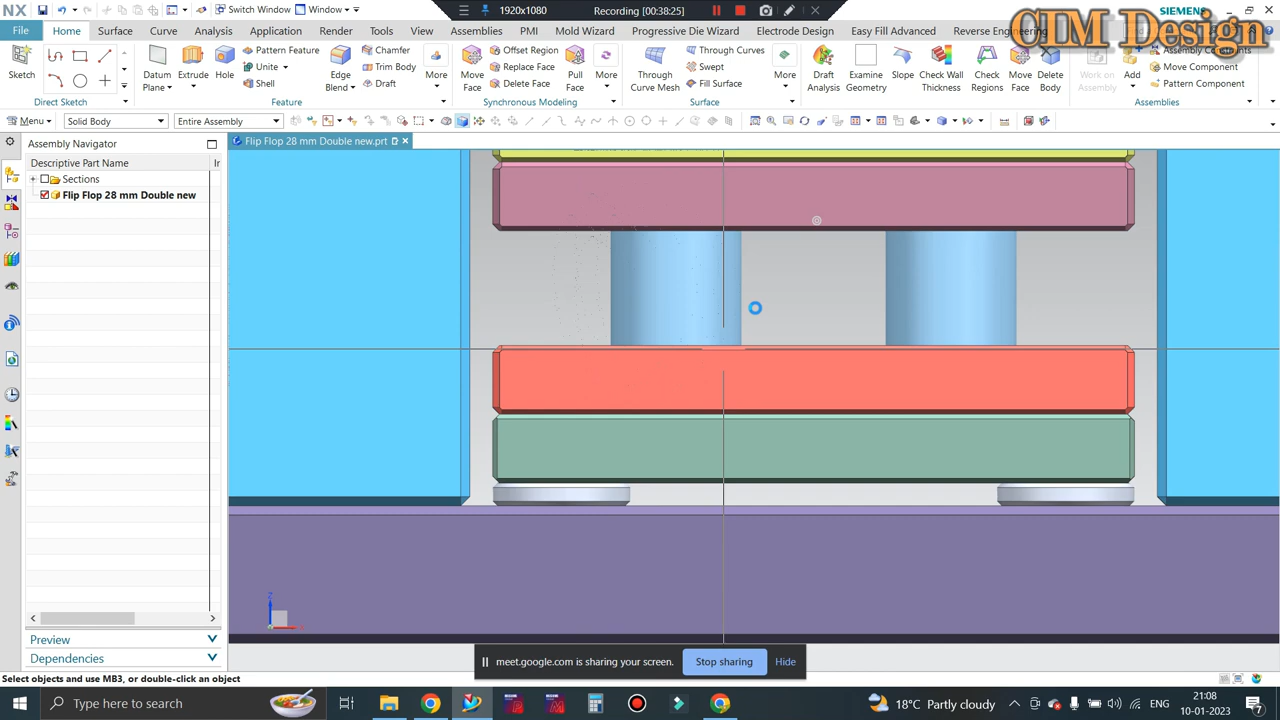 NX
Switch Window
Window
1920x1080
Recording [00:38:25]
SIEMENS
CIM Design
File
Home
Surface
Curve
Analysis
Application
Render
Tools
View
Assemblies
PMI
Mold Wizard
Progressive Die Wizard
Electrode Design
Easy Fill Advanced
Reverse Engineering
Sketch
Direct Sketch
Datum Plane
Extrude
Hole
Pattern Feature
Unite
Shell
Edge Blend
Chamfer
Trim Body
Draft
More
Feature
Move Face
Offset Region
Replace Face
Delete Face
Pull Face
More
Synchronous Modeling
Through Curve Mesh
Through Curves
Swept
Fill Surface
More
Surface
Draft Analysis
Examine Geometry
Slope
Check Wall Thickness
Check Regions
Move Face
Delete Body
Work on Assembly
Add
Assembly Constraints
Move Component
Pattern Component
Assemblies
Menu
Solid Body
Entire Assembly
Assembly Navigator
Flip Flop 28 mm Double new.prt
Descriptive Part Name
Ir
Sections
Flip Flop 28 mm Double new
Preview
Dependencies
meet.google.com is sharing your screen.
Stop sharing
Hide
Select objects and use MB3, or double-click an object
Type here to search
18°C Partly cloudy
ENG
21:08
10-01-2023